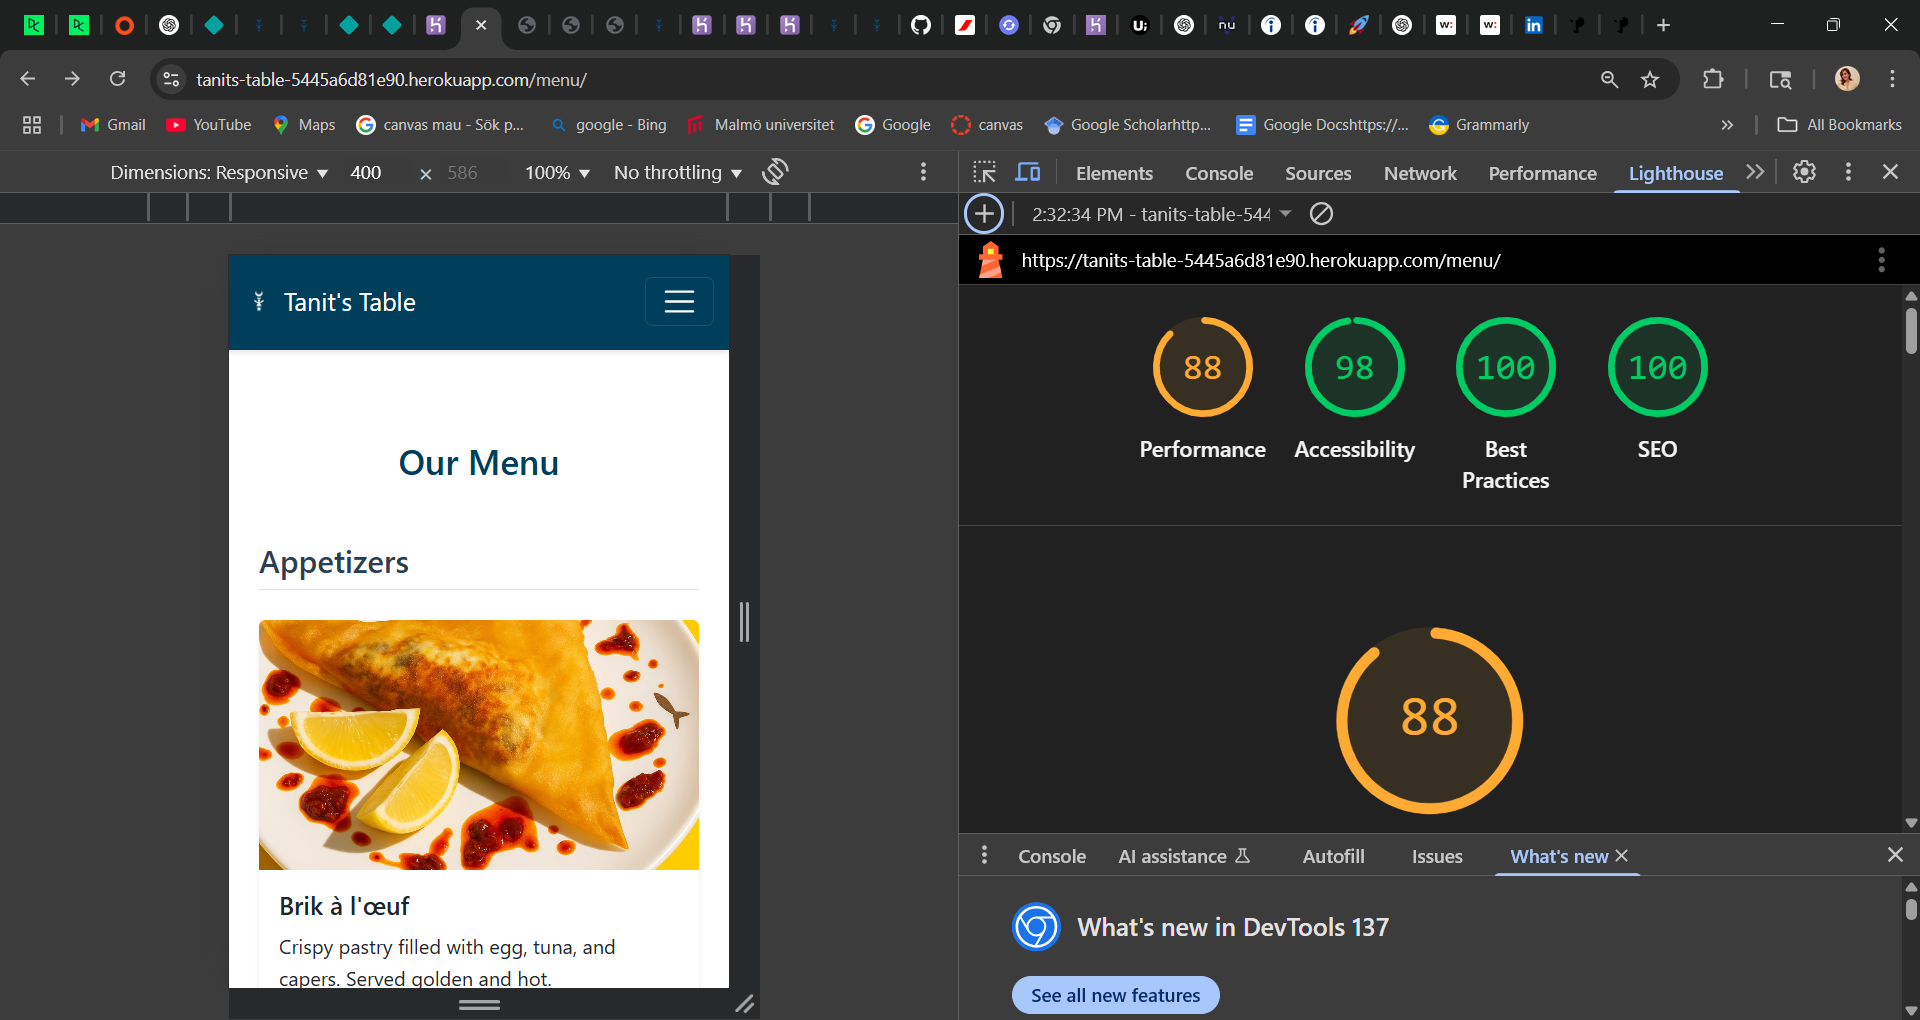 tanits-table-5445a6d81e90.herokuapp.com/menu/
Gmail YouTube Maps canvas mau - Sök p... google - Bing Malmö universitet Google canvas Google Scholarhttp... Google Docshttps://... Grammarly » All Bookmarks
Dimensions: Responsive 400 × 586 100% No throttling
Elements Console Sources Network Performance Lighthouse
2:32:34 PM - tanits-table-544
https://tanits-table-5445a6d81e90.herokuapp.com/menu/
Tanit's Table
Our Menu
Appetizers
Brik à l'œuf
Crispy pastry filled with egg, tuna, and
capers. Served golden and hot.
88 98 100 100
Performance Accessibility Best Practices SEO
88
Console AI assistance Autofill Issues What's new
What's new in DevTools 137
See all new features